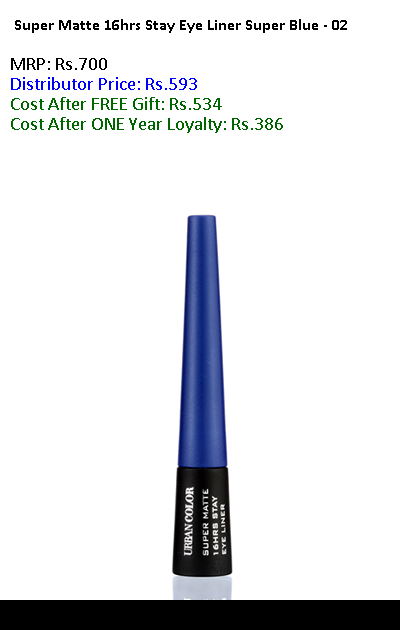 Super Matte 16hrs Stay Eye Liner Super Blue - 02
MRP: Rs.700
Distributor Price: Rs.593
Cost After FREE Gift: Rs.534
Cost After ONE Year Loyalty: Rs.386
URBAN COLOR
SUPER MATTE
16HRS STAY
EYE LINER